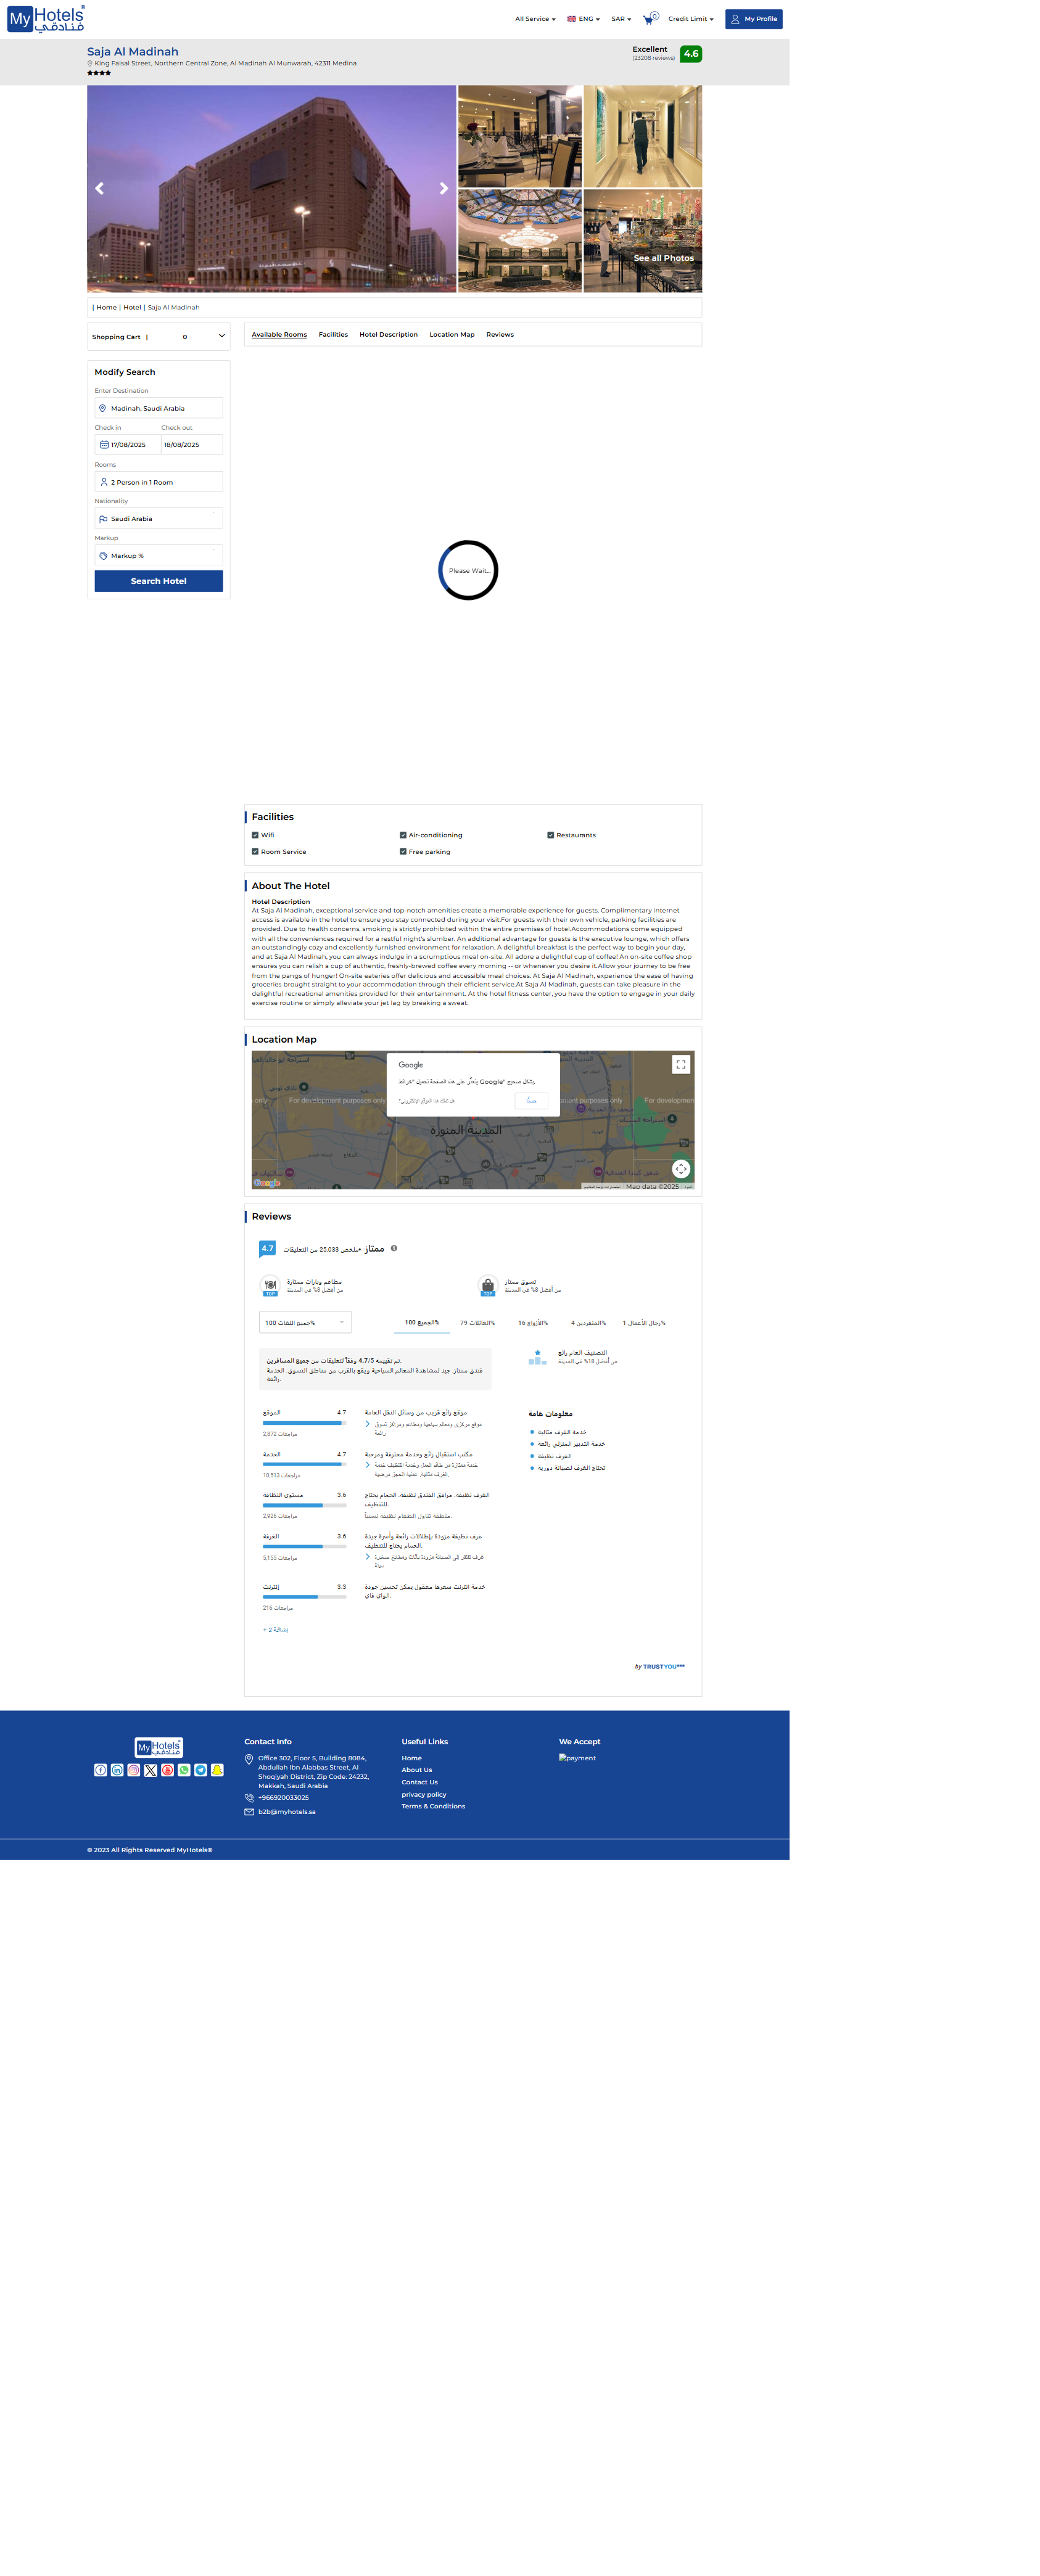 My Hotels®
فنادقي
All Service
ENG
SAR
0
Credit Limit
My Profile
Saja Al Madinah
King Faisal Street, Northern Central Zone, Al Madinah Al Munwarah, 42311 Medina
Excellent
(23208 reviews)
4.6
See all Photos
| Home | Hotel | Saja Al Madinah
Shopping Cart | 0
Available Rooms Facilities Hotel Description Location Map Reviews
Modify Search
Enter Destination
Madinah, Saudi Arabia
Check in Check out
17/08/2025 18/08/2025
Rooms
2 Person in 1 Room
Nationality
Saudi Arabia
Markup
Markup %
Search Hotel
Please Wait...
Facilities
Wifi Air-conditioning Restaurants
Room Service Free parking
About The Hotel
Hotel Description
At Saja Al Madinah, exceptional service and top-notch amenities create a memorable experience for guests. Complimentary internet
access is available in the hotel to ensure you stay connected during your visit.For guests with their own vehicle, parking facilities are
provided. Due to health concerns, smoking is strictly prohibited within the entire premises of hotel.Accommodations come equipped
with all the conveniences required for a restful night's slumber. An additional advantage for guests is the executive lounge, which offers
an outstandingly cozy and excellently furnished environment for relaxation. A delightful breakfast is the perfect way to begin your day,
and at Saja Al Madinah, you can always indulge in a scrumptious meal on-site. All adore a delightful cup of coffee! An on-site coffee shop
ensures you can relish a cup of authentic, freshly-brewed coffee every morning -- or whenever you desire it.Allow your journey to be free
from the pangs of hunger! On-site eateries offer delicious and accessible meal choices. At Saja Al Madinah, experience the ease of having
groceries brought straight to your accommodation through their efficient service.At Saja Al Madinah, guests can take pleasure in the
delightful recreational amenities provided for their entertainment. At the hotel fitness center, you have the option to engage in your daily
exercise routine or simply alleviate your jet lag by breaking a sweat.
Location Map
Google
يتعذّر على هذه الصفحة تحميل "خرائط Google" بشكل صحيح.
هل تملك هذا الموقع الإلكتروني؟
حسنًا
For development purposes only
المدينة المنورة
Google
Map data ©2025
Reviews
4.7
ممتاز •ملخص 25,033 من التعليقات
TOP
مطاعم وبارات ممتازة
من أفضل 8% في المدينة
TOP
تسوق ممتاز
من أفضل 8% في المدينة
جميع اللغات 100%
الجميع 100%
العائلات 79%
الأزواج 16%
المنفردين 4%
رجال الأعمال 1%
تم تقييمه 4.7/5 وفقاً لتعليقات من جميع المسافرين.
فندق ممتاز. جيد لمشاهدة المعالم السياحية ويقع بالقرب من مناطق التسوق. الخدمة
رائعة.
التصنيف العام رائع
من أفضل 18% في المدينة
الموقع 4.7
2,872 مراجعات
موقع رائع قريب من وسائل النقل العامة
موقع مركزي ومعالم سياحية ومطاعم ومراكز تسوق
رائعة
الخدمة 4.7
10,513 مراجعات
مكتب استقبال رائع وخدمة محترفة ومرحبة
خدمة ممتازة من طاقم العمل وخدمة التنظيف خدمة
الغرف مثالية. عملية الحجز مرضية.
مستوى النظافة 3.6
2,926 مراجعات
الغرف نظيفة. مرافق الفندق نظيفة. الحمام يحتاج
للتنظيف.
منطقة تناول الطعام نظيفة نسبياً.
الغرفة 3.6
5,155 مراجعات
غرف نظيفة مزودة بإطلالات رائعة وأسرة جيدة
الحمام يحتاج للتنظيف.
إنترنت 3.3
216 مراجعات
خدمة انترنت سعرها معقول يمكن تحسين جودة
الواي فاي.
+ 2 إضافية
معلومات هامة
خدمة الغرف مثالية
خدمة التدبير المنزلي رائعة
الغرف نظيفة
تحتاج الغرف لصيانة دورية
by TRUSTYOU
My Hotels®
فنادقي
Contact Info
Office 302, Floor 5, Building 8084,
Abdullah Ibn Alabbas Street, Al
Shoqiyah District, Zip Code: 24232,
Makkah, Saudi Arabia
+966920033025
b2b@myhotels.sa
Useful Links
Home
About Us
Contact Us
privacy policy
Terms & Conditions
We Accept
payment
© 2023 All Rights Reserved MyHotels®